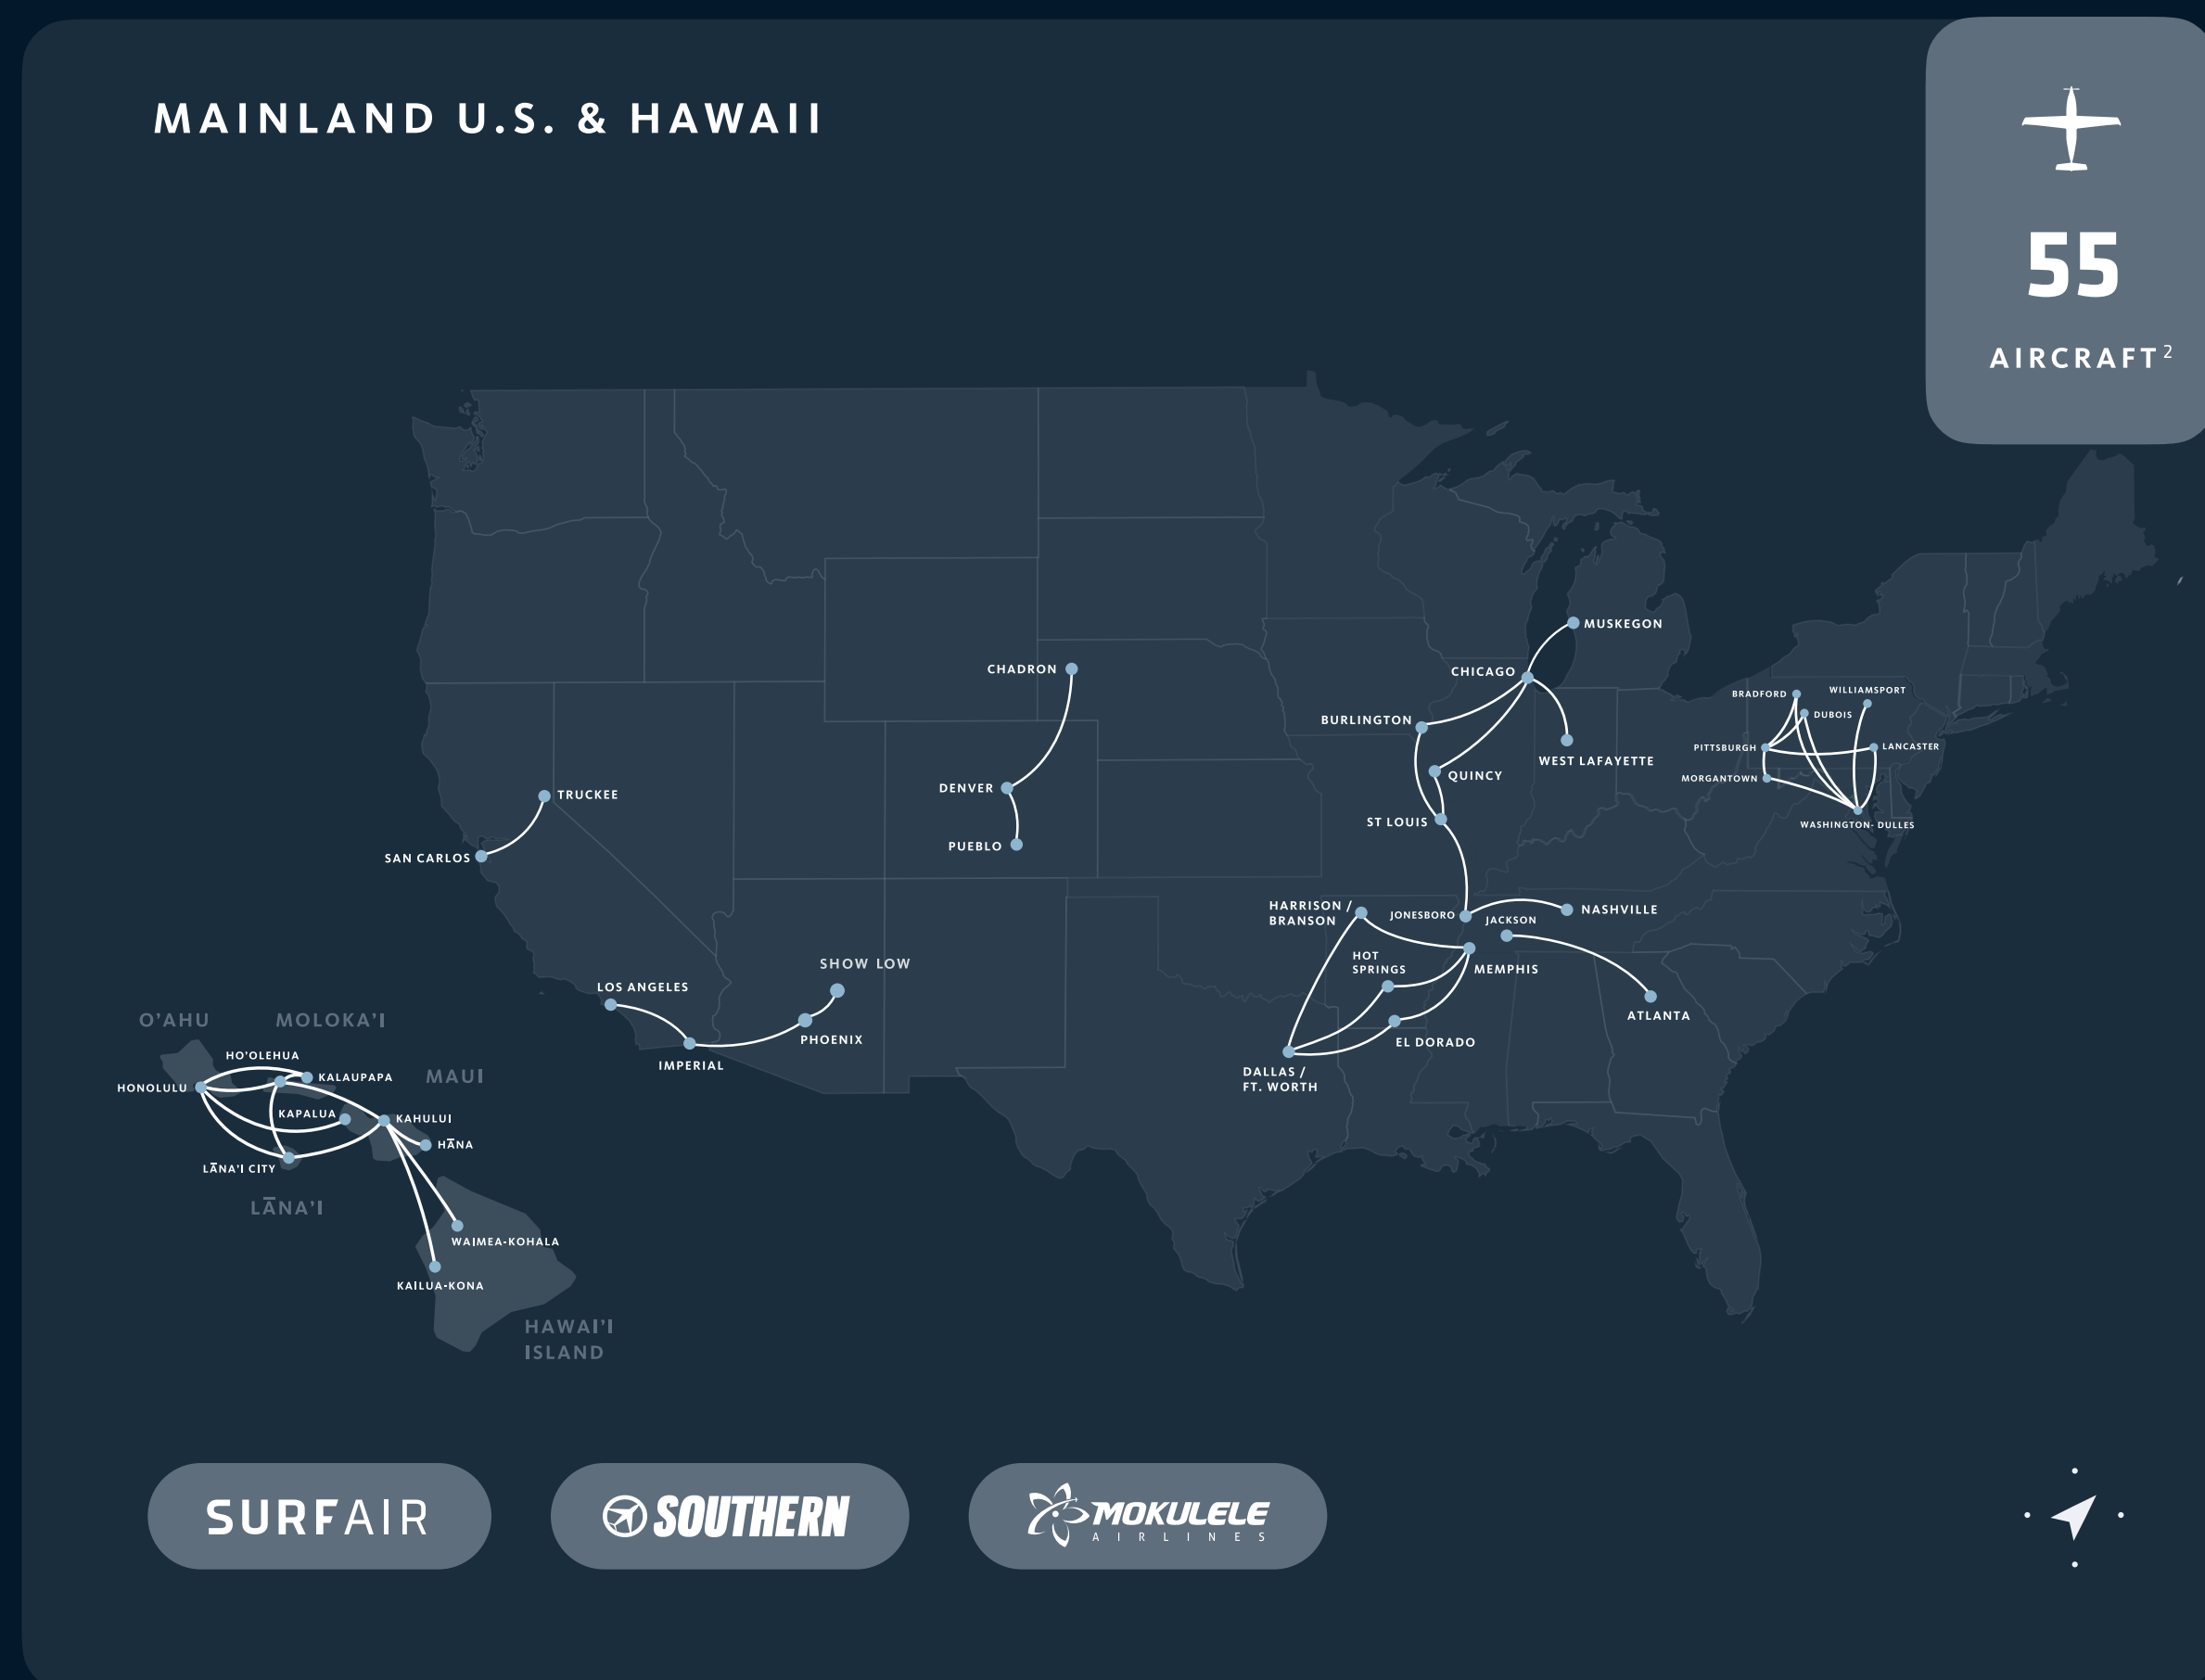 MAINLAND U.S. & HAWAII
55
AIRCRAFT²
MUSKEGON
CHICAGO
CHADRON
BURLINGTON
BRADFORD
WILLIAMSPORT
DUBOIS
PITTSBURGH
LANCASTER
WEST LAFAYETTE
QUINCY
MORGANTOWN
DENVER
TRUCKEE
ST LOUIS
WASHINGTON- DULLES
PUEBLO
SAN CARLOS
HARRISON /
BRANSON
JONESBORO
JACKSON
NASHVILLE
HOT
SPRINGS
MEMPHIS
SHOW LOW
LOS ANGELES
ATLANTA
PHOENIX
EL DORADO
IMPERIAL
DALLAS /
FT. WORTH
O'AHU
MOLOKA'I
HO'OLEHUA
KALAUPAPA
MAUI
HONOLULU
KAPALUA
KAHULUI
HĀNA
LĀNA'I CITY
LĀNA'I
WAIMEA-KOHALA
KAILUA-KONA
HAWAI'I
ISLAND
SURFAIR
SOUTHERN
MOKULELE
AIRLINES